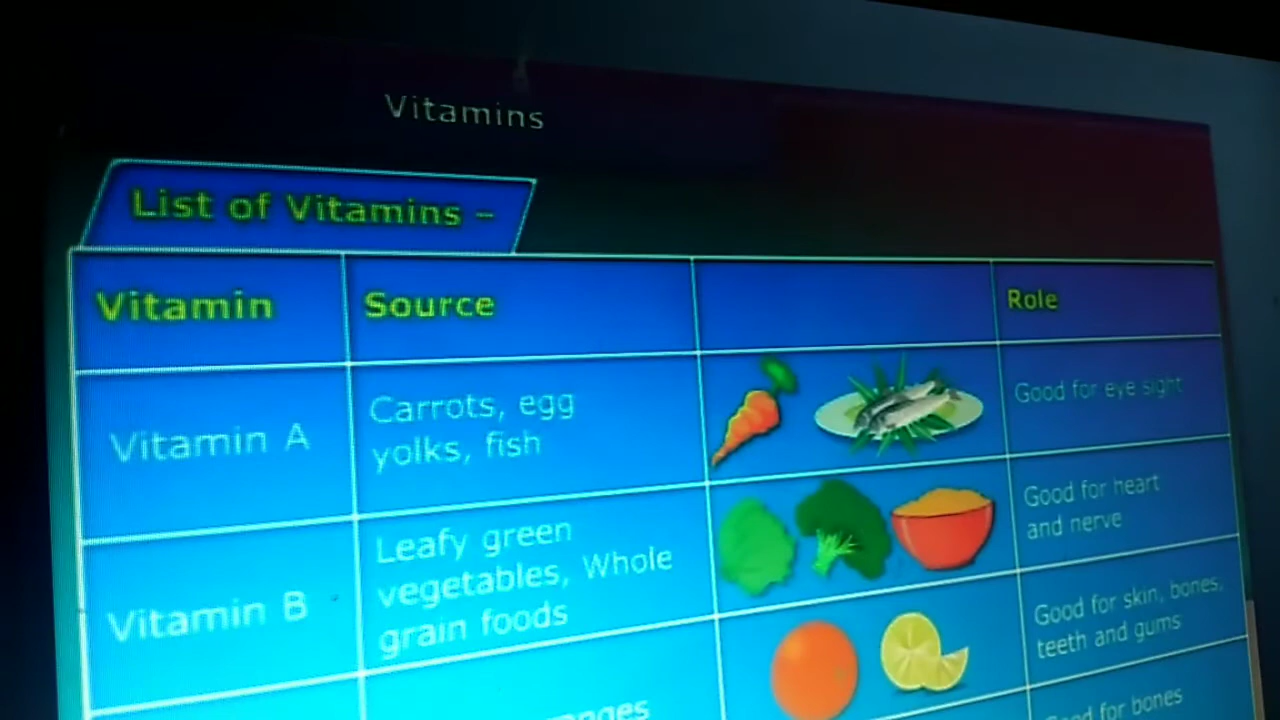 Vitamins
List of Vitamins –
Vitamin
Source
Role
Vitamin A
Carrots, egg
yolks, fish
Good for eye sight
Vitamin B
Leafy green
vegetables, Whole
grain foods
Good for heart
and nerve
Good for skin, bones,
teeth and gums
for bones